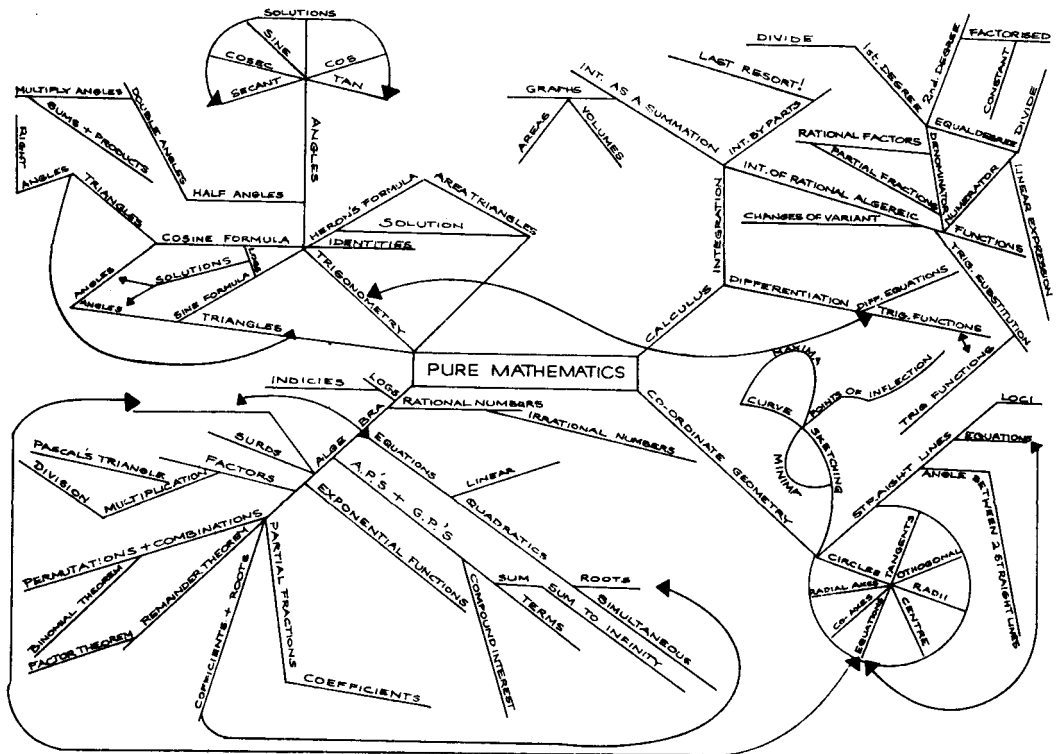 SOLUTIONS
SINE
COSEC
COS
SECANT
TAN
ANGLES
MULTIPLY ANGLES
DOUBLE ANGLES
SUMS + PRODUCTS
RIGHT
ANGLES
TRIANGLES
HALF ANGLES
COSINE FORMULA
HERON'S FORMULA
AREA TRIANGLES
SOLUTION
IDENTITIES
ANGLES
SOLUTIONS
LOGS
ANGLES
SINE FORMULA
TRIANGLES
TRIGONOMETRY
DIVIDE
1st. DEGREE
2nd. DEGREE
FACTORISED
CONSTANT
DIVIDE
LAST RESORT!
INT. AS A SUMMATION
GRAPHS
AREAS
VOLUMES
INT. BY PARTS
RATIONAL FACTORS
PARTIAL FRACTIONS
DENOMINATOR
EQUAL DEGREE
NUMERATOR
LINEAR EXPRESSION
INT. OF RATIONAL ALGEREIC
FUNCTIONS
CHANGES OF VARIANT
INTEGRATION
TRIG. SUBSTITUTION
DIFFERENTIATION
DIFF. EQUATIONS
TRIG. FUNCTIONS
CALCULUS
TRIG FUNCTIONS
PURE MATHEMATICS
MAXIMA
POINTS OF INFLECTION
CURVE
SKETCHING
MINIMA
LOCI
EQUATIONS
STRAIGHT LINES
ANGLE BETWEEN 2 STRAIGHT LINES
CO-ORDINATE GEOMETRY
CIRCLES
TANGENTS
ORTHOGONAL
RADIAL AXES
RADII
CO-AXES
EQUATIONS
CENTRE
INDICIES
LOGS
RATIONAL NUMBERS
IRRATIONAL NUMBERS
ALGEBRA
SURDS
FACTORS
PASCAL'S TRIANGLE
DIVISION
MULTIPLICATION
EQUATIONS
LINEAR
QUADRATICS
ROOTS
SIMULTANEOUS
A.P.'S + G.P.'S
SUM
SUM TO INFINITY
TERMS
EXPONENTIAL FUNCTIONS
COMPOUND INTEREST
PERMUTATIONS + COMBINATIONS
BINOMIAL THEOREM
REMAINDER THEORY
FACTOR THEOREM
COFFICIENTS + ROOTS
PARTIAL FRACTIONS
COEFFICIENTS